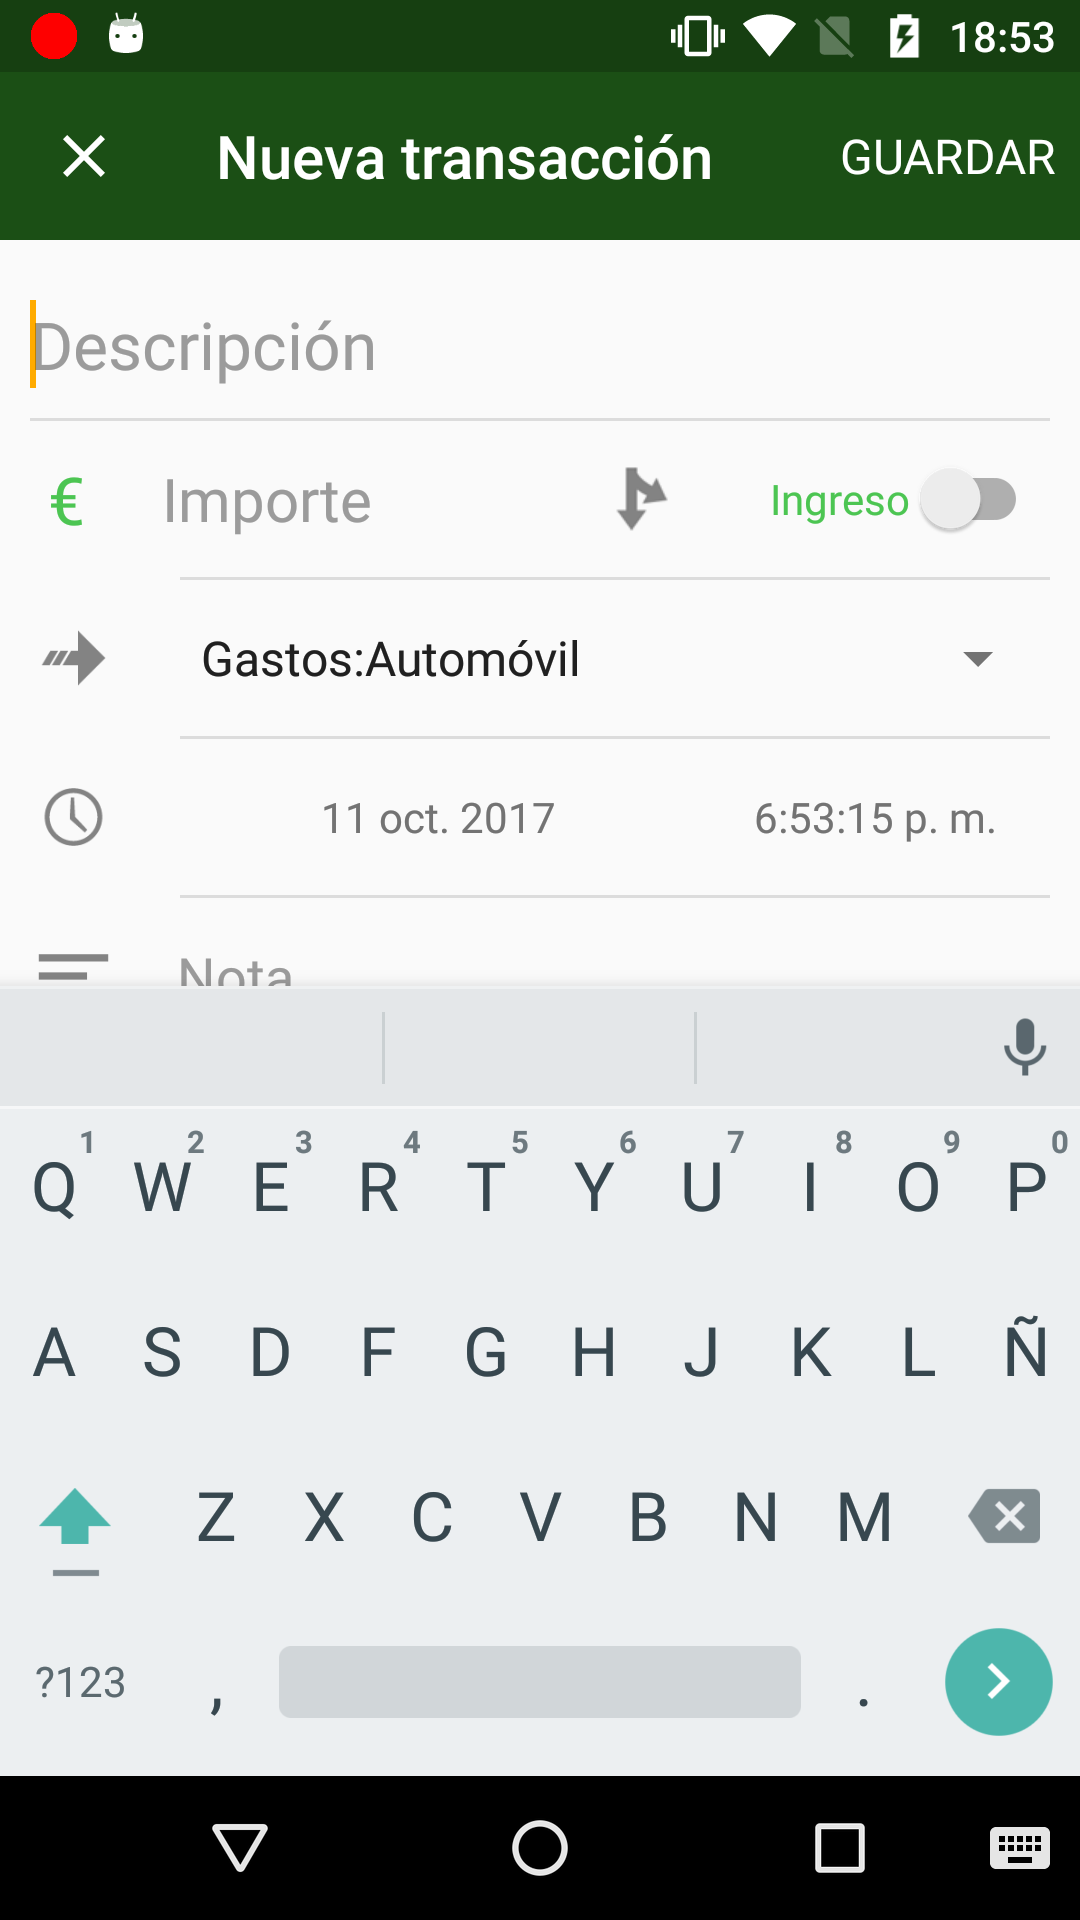 18:53
Nueva transacción GUARDAR
Descripción
€ Importe Ingreso
Gastos:Automóvil
11 oct. 2017 6:53:15 p. m.
Nota
1 2 3 4 5 6 7 8 9 0
Q W E R T Y U I O P
A S D F G H J K L Ñ
Z X C V B N M
?123 , .